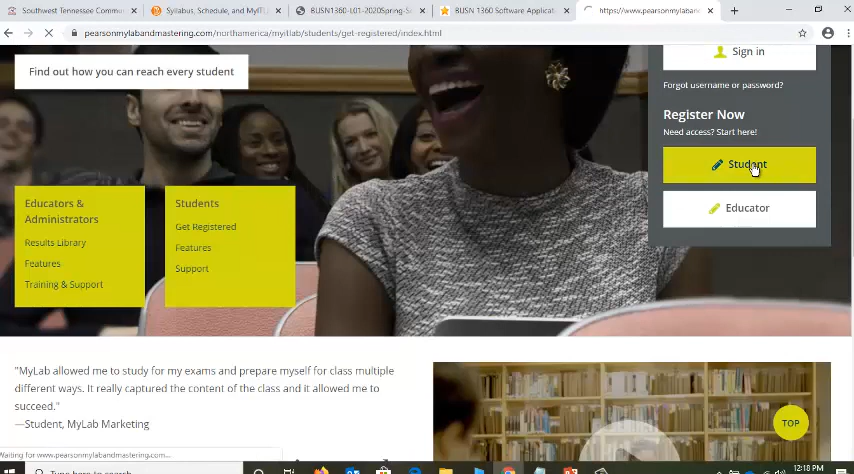 Southwest Tennessee Commu
Syllabus, Schedule, and MyITL
BUSN1360-L01-2020Spring-S
BUSN 1360 Software Applicati
https://www.pearsonmylaban
pearsonmylabandmastering.com/northamerica/myitlab/students/get-registered/index.html
Find out how you can reach every student
Sign in
Forgot username or password?
Register Now
Need access? Start here!
Student
Educator
Educators &
Administrators
Results Library
Features
Training & Support
Students
Get Registered
Features
Support
"MyLab allowed me to study for my exams and prepare myself for class multiple
different ways. It really captured the content of the class and it allowed me to
succeed."
—Student, MyLab Marketing
TOP
Waiting for www.pearsonmylabandmastering.com...
Type here to search
12:18 PM